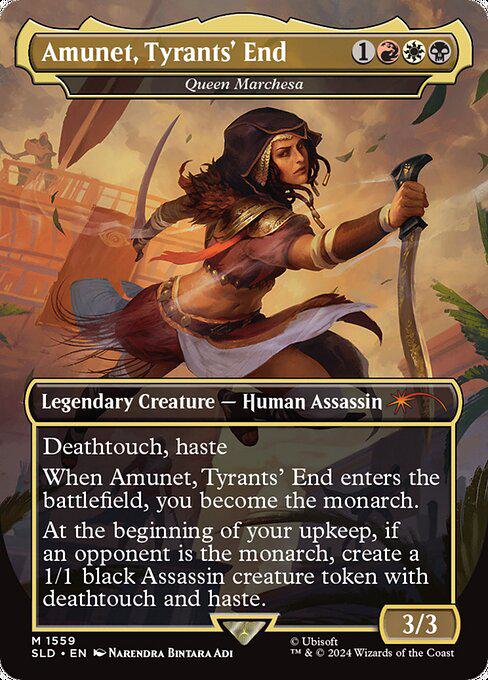 Amunet, Tyrants' End 1
Queen Marchesa
Legendary Creature — Human Assassin
Deathtouch, haste
When Amunet, Tyrants' End enters the
battlefield, you become the monarch.
At the beginning of your upkeep, if
an opponent is the monarch, create a
1/1 black Assassin creature token with
deathtouch and haste.
3/3
M 1559
SLD • EN Narendra Bintara Adi
© Ubisoft
™ & © 2024 Wizards of the Coast